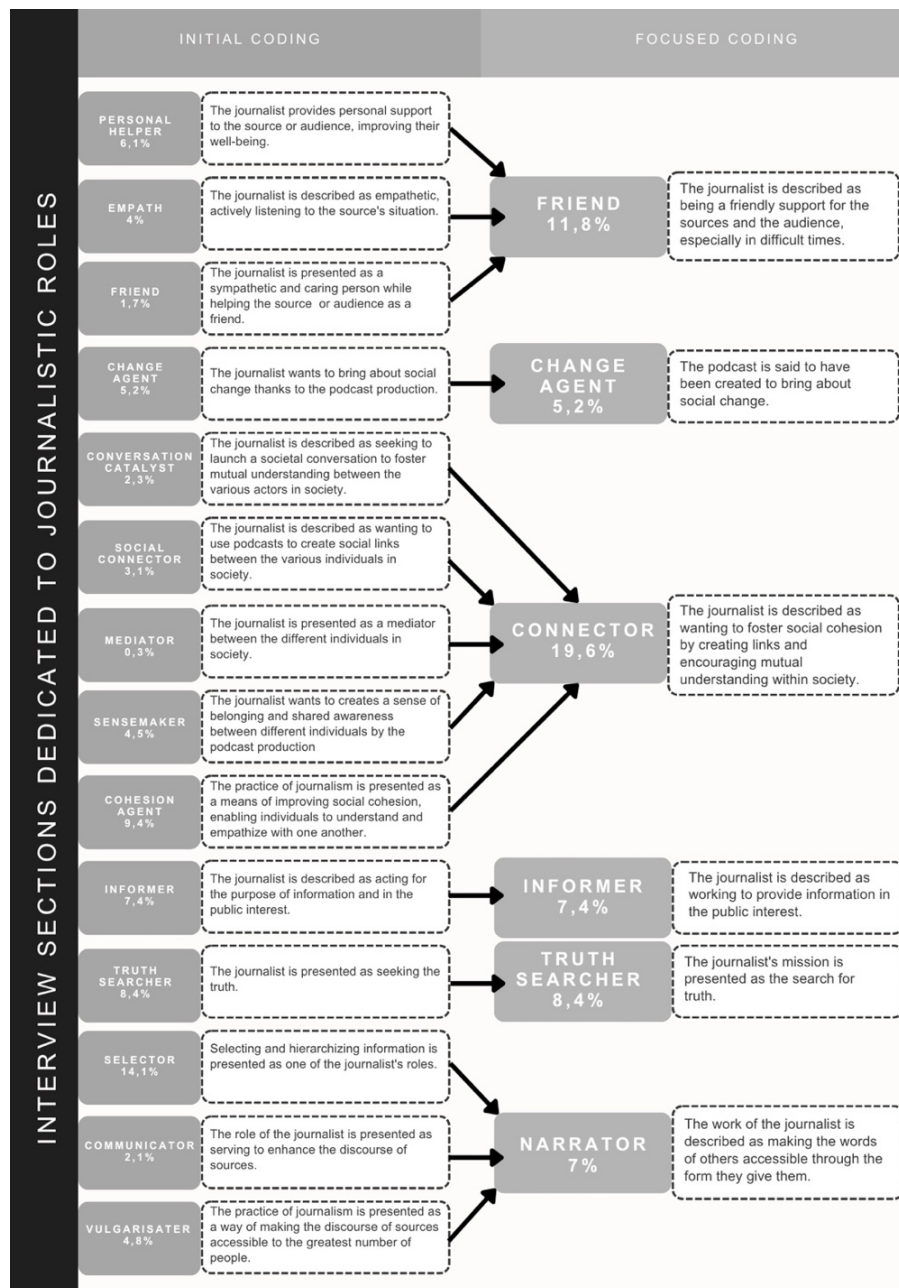 INTERVIEW SECTIONS DEDICATED TO JOURNALISTIC ROLES
INITIAL CODING
FOCUSED CODING
PERSONAL
HELPER
6,1%
The journalist provides personal support
to the source or audience, improving their
well-being.
EMPATH
4%
The journalist is described as empathetic,
actively listening to the source's situation.
FRIEND
1,7%
The journalist is presented as a
sympathetic and caring person while
helping the source or audience as a
friend.
FRIEND
11,8%
The journalist is described as
being a friendly support for the
sources and the audience,
especially in difficult times.
CHANGE
AGENT
5,2%
The journalist wants to bring about social
change thanks to the podcast production.
CHANGE
AGENT
5,2%
The podcast is said to have
been created to bring about
social change.
CONVERSATION
CATALYST
2,3%
The journalist is described as seeking to
launch a societal conversation to foster
mutual understanding between the
various actors in society.
SOCIAL
CONNECTOR
3,1%
The journalist is described as wanting to
use podcasts to create social links
between the various individuals in
society.
MEDIATOR
0,3%
The journalist is presented as a mediator
between the different individuals in
society.
SENSEMAKER
4,5%
The journalist wants to creates a sense of
belonging and shared awareness
between different individuals by the
podcast production
COHESION
AGENT
9,4%
The practice of journalism is presented as
a means of improving social cohesion,
enabling individuals to understand and
empathize with one another.
CONNECTOR
19,6%
The journalist is described as
wanting to foster social cohesion
by creating links and
encouraging mutual
understanding within society.
INFORMER
7,4%
The journalist is described as acting for
the purpose of information and in the
public interest.
INFORMER
7,4%
The journalist is described as
working to provide information in
the public interest.
TRUTH
SEARCHER
8,4%
The journalist is presented as seeking the
truth.
TRUTH
SEARCHER
8,4%
The journalist's mission is
presented as the search for
truth.
SELECTOR
14,1%
Selecting and hierarchizing information is
presented as one of the journalist's roles.
COMMUNICATOR
2,1%
The role of the journalist is presented as
serving to enhance the discourse of
sources.
VULGARISATER
4,8%
The practice of journalism is presented as
a way of making the discourse of sources
accessible to the greatest number of
people.
NARRATOR
7%
The work of the journalist is
described as making the words
of others accessible through the
form they give them.